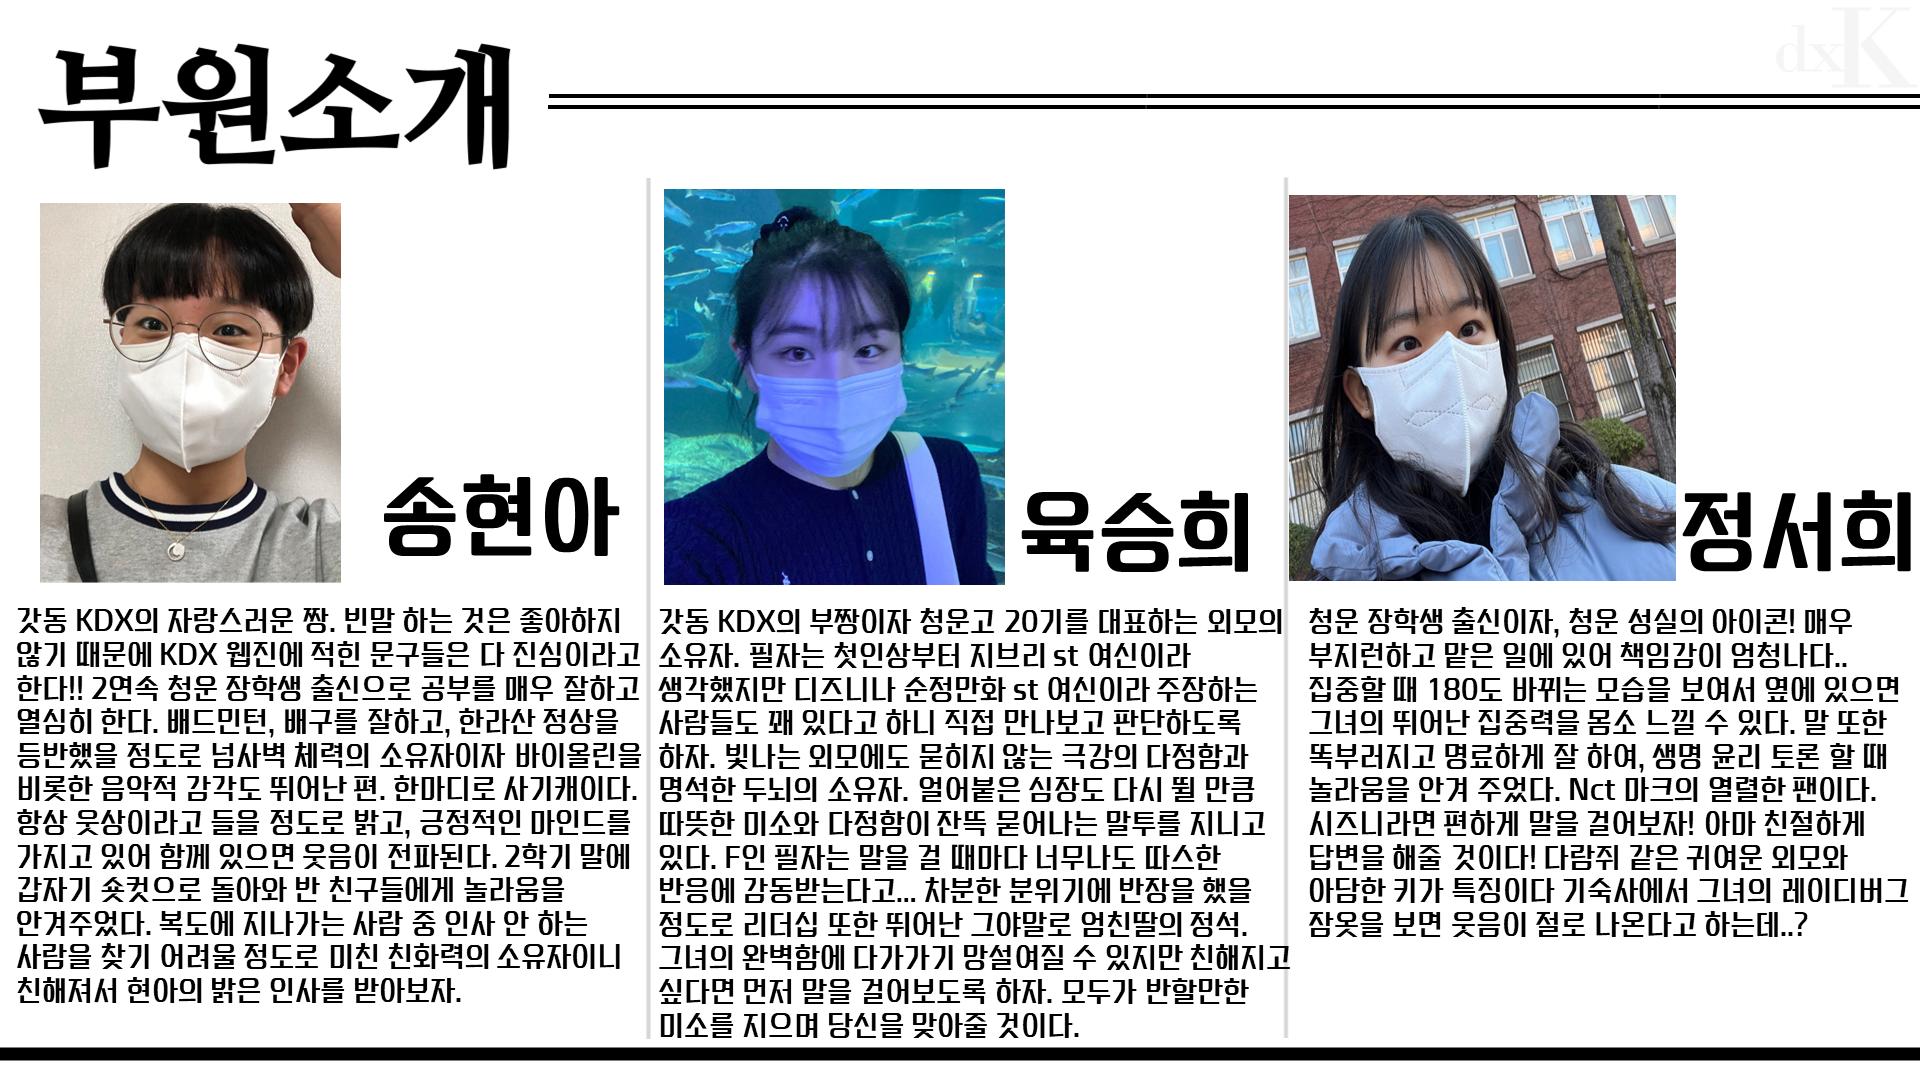 dxK
부원소개
송현아
갓동 KDX의 자랑스러운 짱. 빈말 하는 것은 좋아하지
않기 때문에 KDX 웹진에 적힌 문구들은 다 진심이라고
한다!! 2연속 청운 장학생 출신으로 공부를 매우 잘하고
열심히 한다. 배드민턴, 배구를 잘하고, 한라산 정상을
등반했을 정도로 넘사벽 체력의 소유자이자 바이올린을
비롯한 음악적 감각도 뛰어난 편. 한마디로 사기캐이다.
항상 웃상이라고 들을 정도로 밝고, 긍정적인 마인드를
가지고 있어 함께 있으면 웃음이 전파된다. 2학기 말에
갑자기 숏컷으로 돌아와 반 친구들에게 놀라움을
안겨주었다. 복도에 지나가는 사람 중 인사 안 하는
사람을 찾기 어려울 정도로 미친 친화력의 소유자이니
친해져서 현아의 밝은 인사를 받아보자.
육승희
갓동 KDX의 부짱이자 청운고 20기를 대표하는 외모의
소유자. 필자는 첫인상부터 지브리 st 여신이라
생각했지만 디즈니나 순정만화 st 여신이라 주장하는
사람들도 꽤 있다고 하니 직접 만나보고 판단하도록
하자. 빛나는 외모에도 묻히지 않는 극강의 다정함과
명석한 두뇌의 소유자. 얼어붙은 심장도 다시 뛸 만큼
따뜻한 미소와 다정함이 잔뜩 묻어나는 말투를 지니고
있다. F인 필자는 말을 걸 때마다 너무나도 따스한
반응에 감동받는다고... 차분한 분위기에 반장을 했을
정도로 리더십 또한 뛰어난 그야말로 엄친딸의 정석.
그녀의 완벽함에 다가가기 망설여질 수 있지만 친해지고
싶다면 먼저 말을 걸어보도록 하자. 모두가 반할만한
미소를 지으며 당신을 맞아줄 것이다.
정서희
청운 장학생 출신이자, 청운 성실의 아이콘! 매우
부지런하고 맡은 일에 있어 책임감이 엄청나다..
집중할 때 180도 바뀌는 모습을 보여서 옆에 있으면
그녀의 뛰어난 집중력을 몸소 느낄 수 있다. 말 또한
똑부러지고 명료하게 잘 하여, 생명 윤리 토론 할 때
놀라움을 안겨 주었다. Nct 마크의 열렬한 팬이다.
시즈니라면 편하게 말을 걸어보자! 아마 친절하게
답변을 해줄 것이다! 다람쥐 같은 귀여운 외모와
아담한 키가 특징이다 기숙사에서 그녀의 레이디버그
잠옷을 보면 웃음이 절로 나온다고 하는데..?